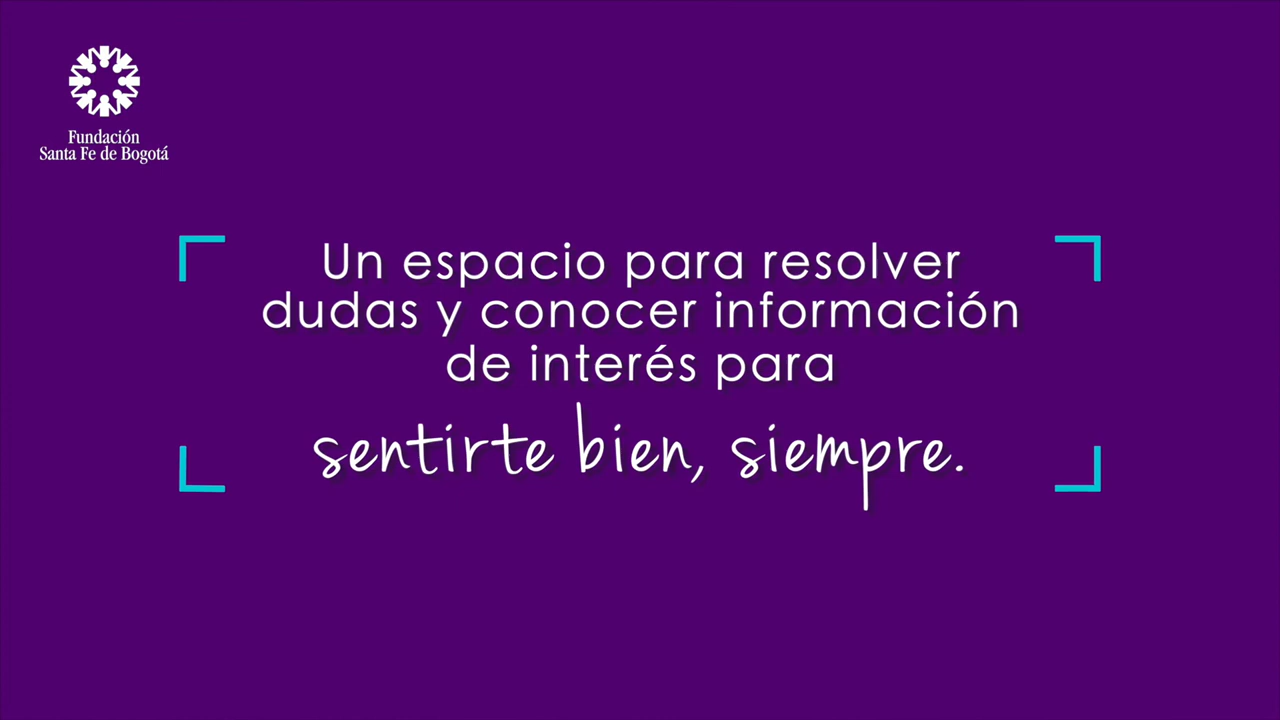 Fundación
Santa Fe de Bogotá
Un espacio para resolver
dudas y conocer información
de interés para
sentirte bien, siempre.